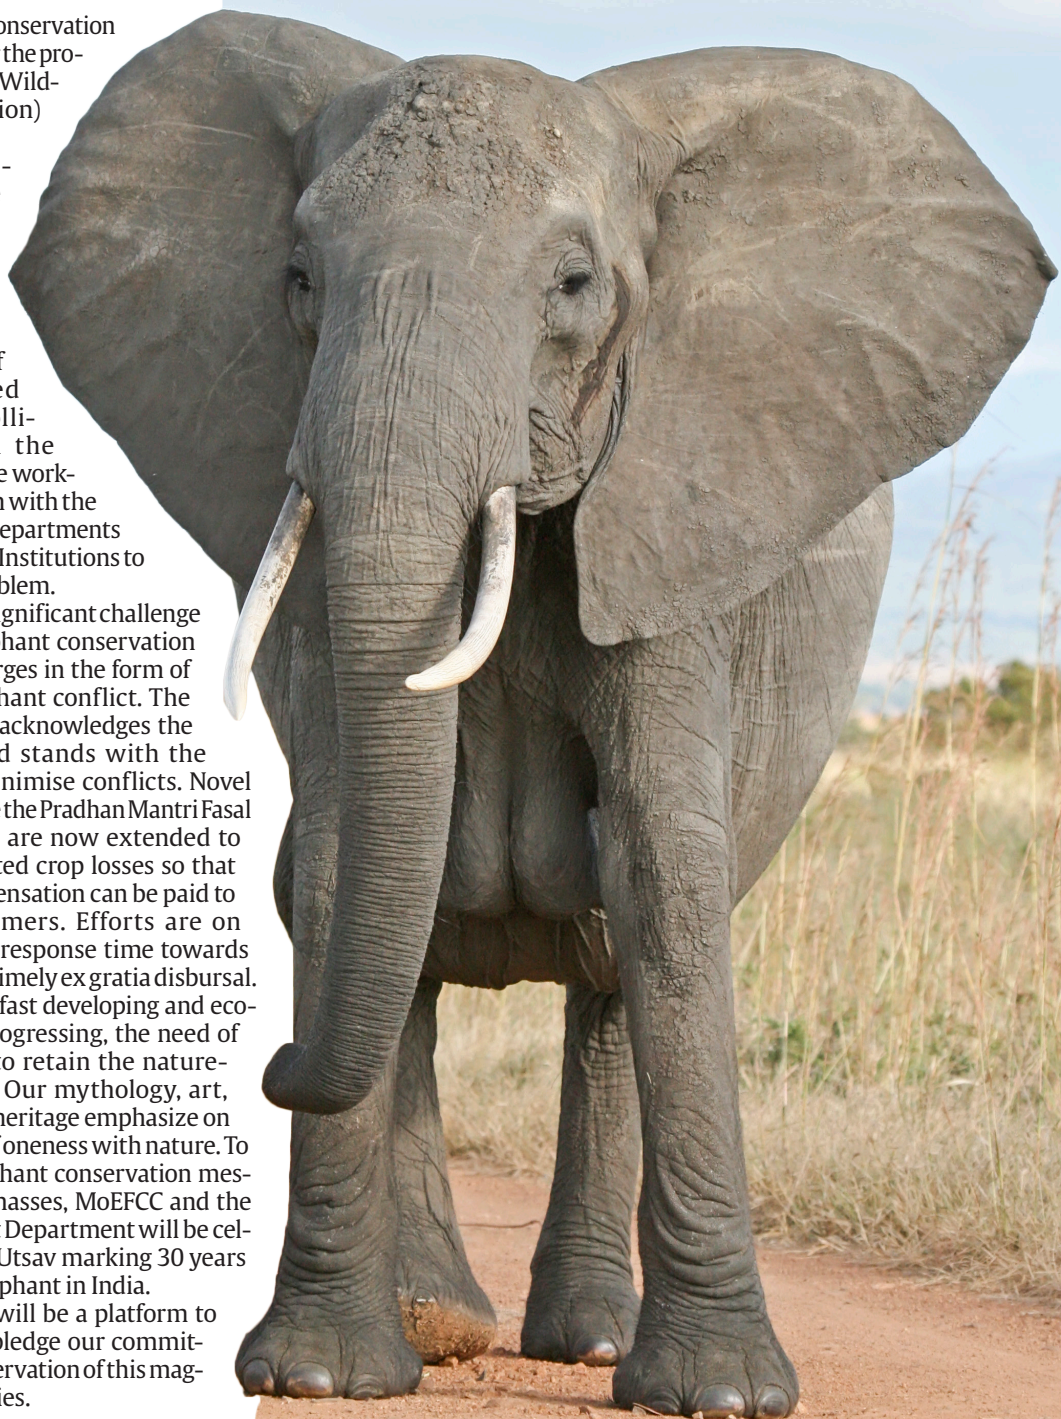 onservation
the pro-
Wild-
ion)
-
f
ed
lli-
the
e work-
n with the
epartments
Institutions to
blem.
gnificant challenge
hant conservation
rges in the form of
hant conflict. The
acknowledges the
d stands with the
nimise conflicts. Novel
the Pradhan Mantri Fasal
are now extended to
ted crop losses so that
ensation can be paid to
mers. Efforts are on
response time towards
imely ex gratia disbursal.
fast developing and eco-
ogressing, the need of
to retain the nature-
Our mythology, art,
heritage emphasize on
oneness with nature. To
hant conservation mes-
nasses, MoEFCC and the
t Department will be cel-
Utsav marking 30 years
phant in India.
will be a platform to
pledge our commit-
ervation of this mag-
ies.